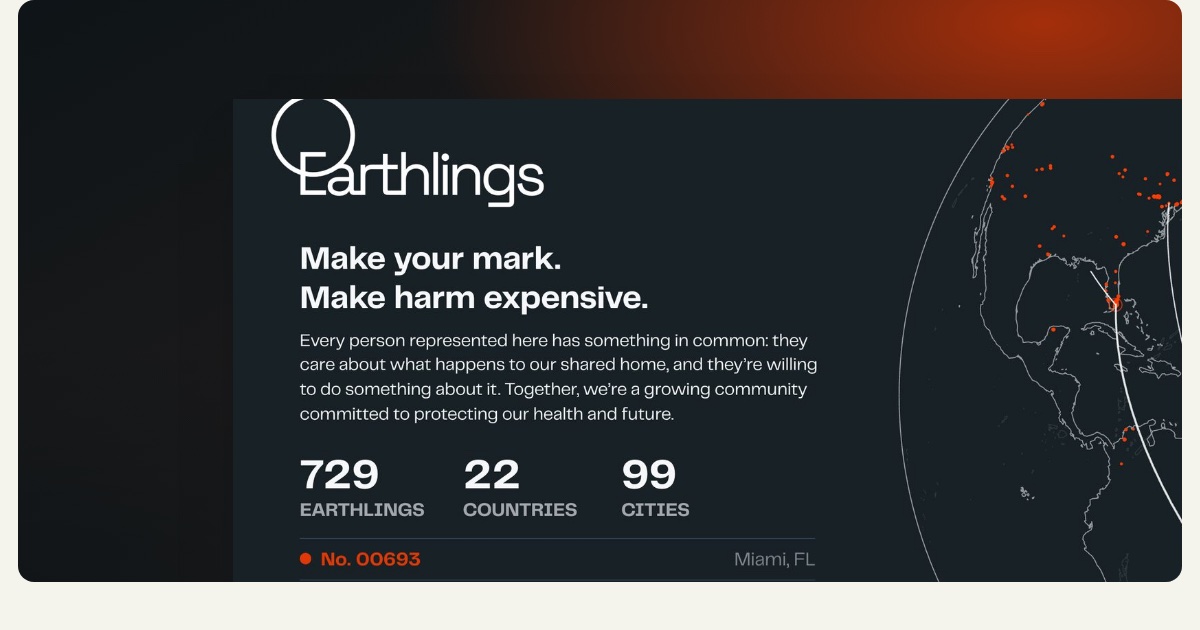 Earthlings
Make your mark.
Make harm expensive.
Every person represented here has something in common: they
care about what happens to our shared home, and they’re willing
to do something about it. Together, we’re a growing community
committed to protecting our health and future.
729 22 99
EARTHLINGS COUNTRIES CITIES
No. 00693 Miami, FL